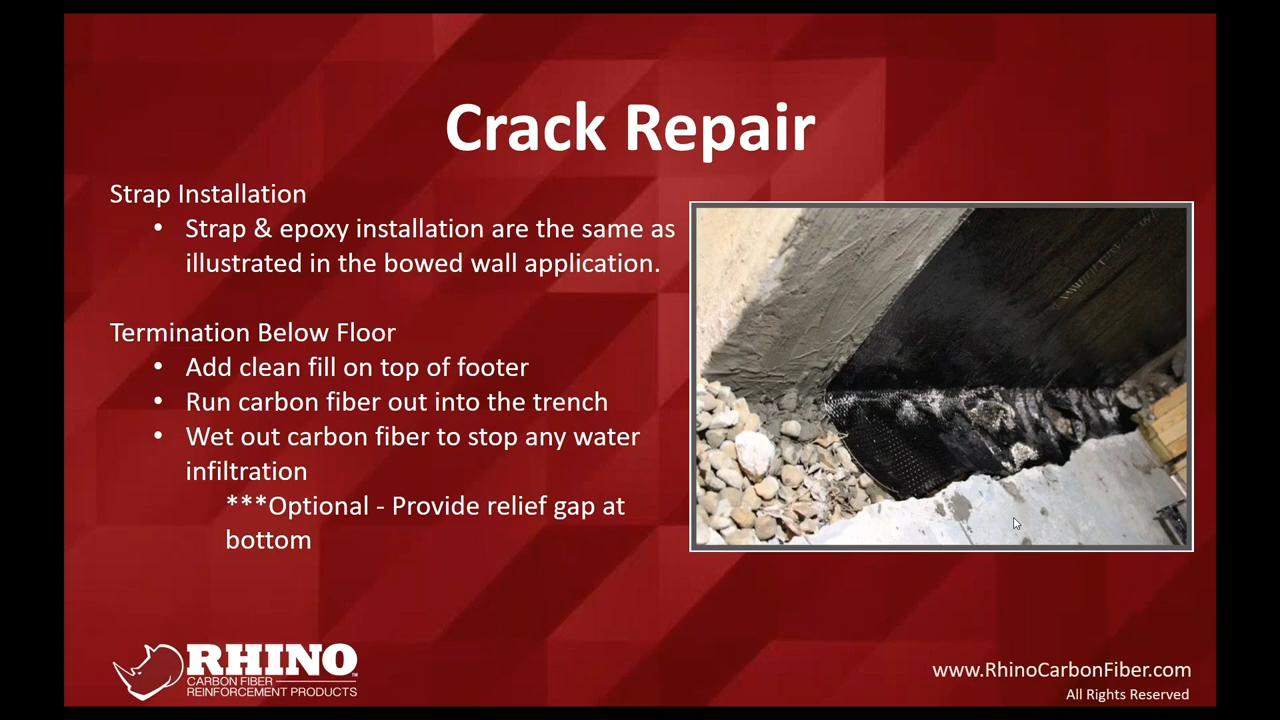 Crack Repair
Strap Installation
• Strap & epoxy installation are the same as
illustrated in the bowed wall application.
Termination Below Floor
• Add clean fill on top of footer
• Run carbon fiber out into the trench
• Wet out carbon fiber to stop any water
infiltration
***Optional - Provide relief gap at
bottom
RHINO™
CARBON FIBER
REINFORCEMENT PRODUCTS
www.RhinoCarbonFiber.com
All Rights Reserved